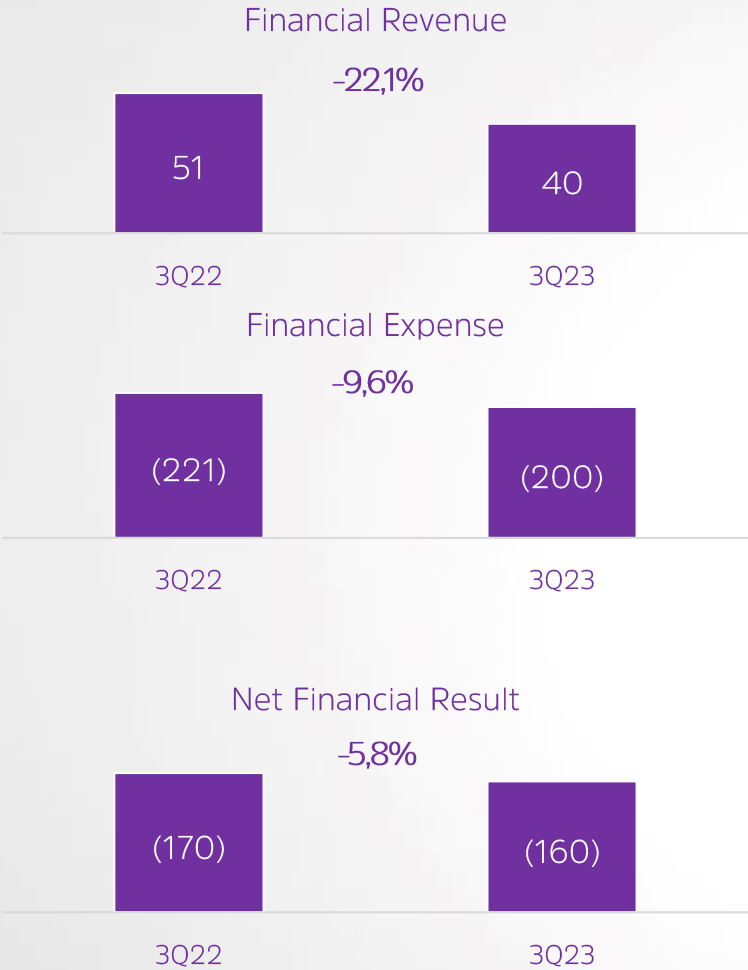 Financial Revenue
-22,1%
51
40
3Q22 3Q23
Financial Expense
-9,6%
(221) (200)
3Q22 3Q23
Net Financial Result
-5,8%
(170) (160)
3Q22 3Q23